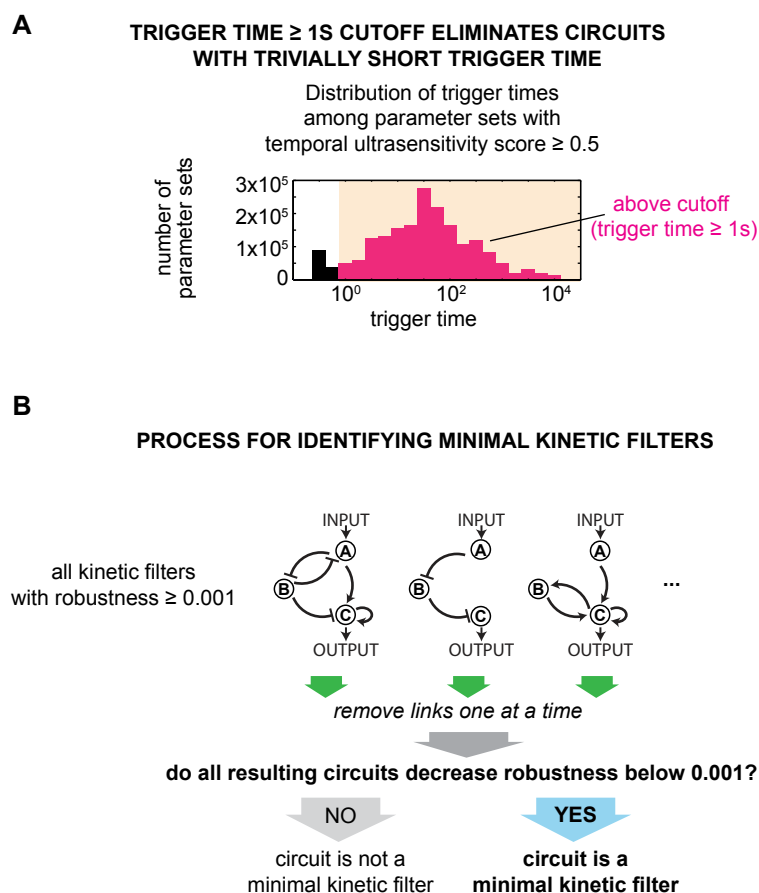 A
TRIGGER TIME ≥ 1S CUTOFF ELIMINATES CIRCUITS
WITH TRIVIALLY SHORT TRIGGER TIME
Distribution of trigger times
among parameter sets with
temporal ultrasensitivity score ≥ 0.5
number of
parameter sets
3x10⁵
2x10⁵
1x10⁵
0
10⁰ 10² 10⁴
trigger time
above cutoff
(trigger time ≥ 1s)
B
PROCESS FOR IDENTIFYING MINIMAL KINETIC FILTERS
all kinetic filters
with robustness ≥ 0.001
INPUT INPUT INPUT
A A A
B B B
...
C C C
OUTPUT OUTPUT OUTPUT
remove links one at a time
do all resulting circuits decrease robustness below 0.001?
NO YES
circuit is not a
minimal kinetic filter
circuit is a
minimal kinetic filter